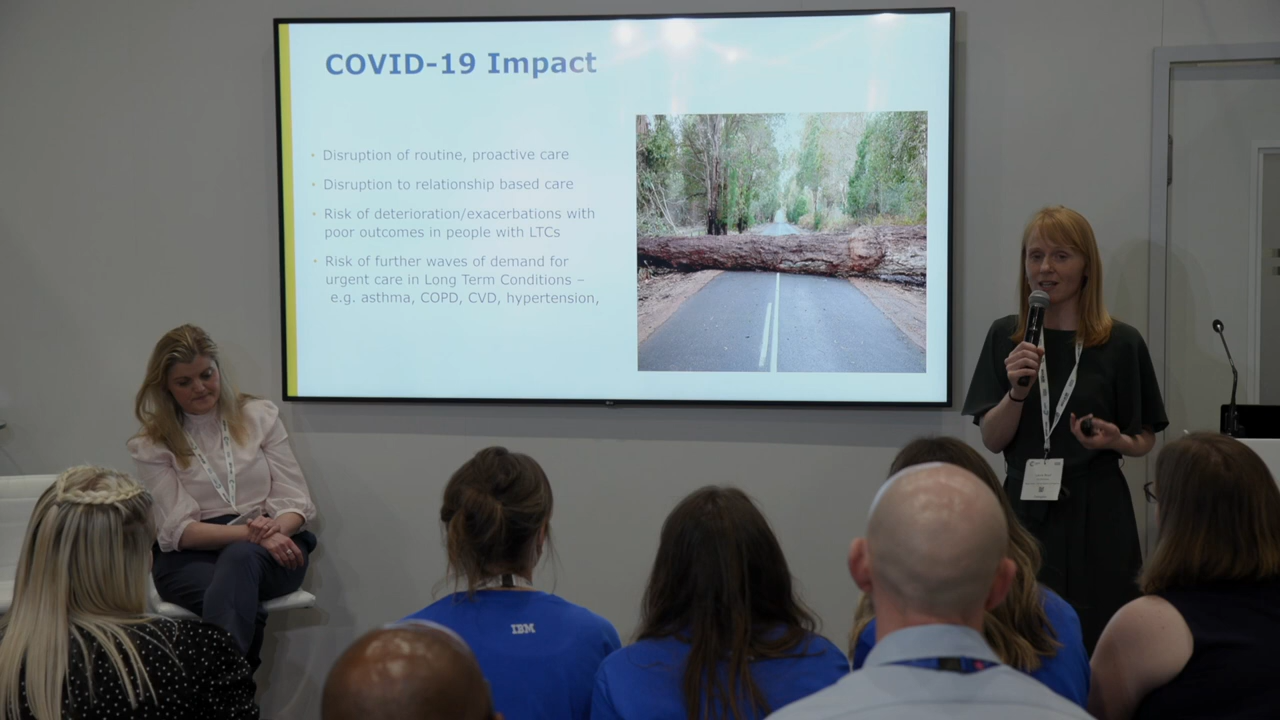 COVID-19 Impact
Disruption of routine, proactive care
Disruption to relationship based care
Risk of deterioration/exacerbations with
poor outcomes in people with LTCs
Risk of further waves of demand for
urgent care in Long Term Conditions –
e.g. asthma, COPD, CVD, hypertension,
IBM